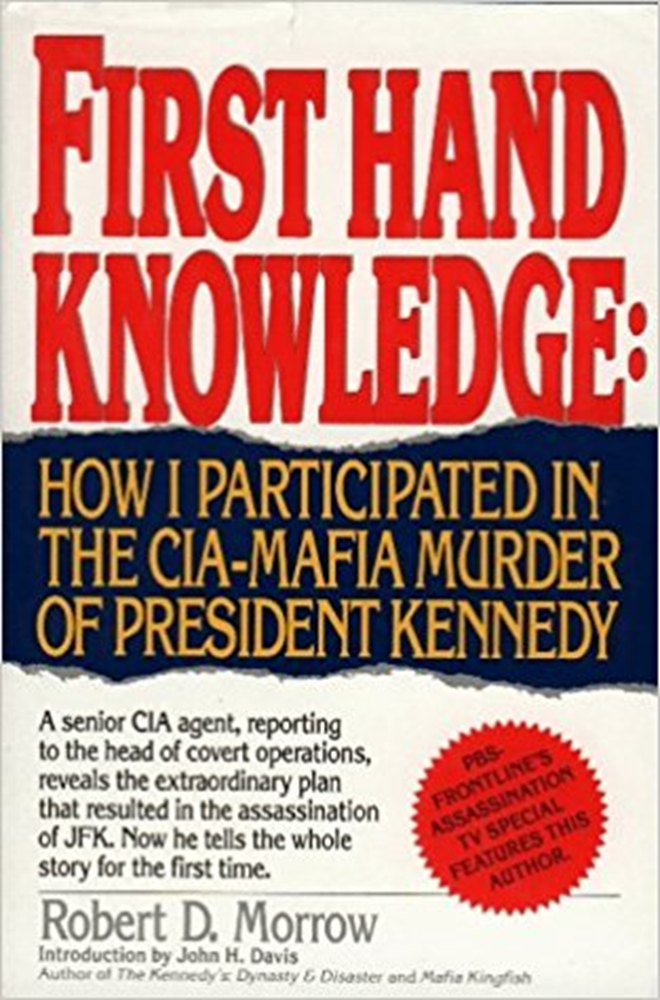 FIRST HAND
KNOWLEDGE:
HOW I PARTICIPATED IN
THE CIA-MAFIA MURDER
OF PRESIDENT KENNEDY
A senior CIA agent, reporting
to the head of covert operations,
reveals the extraordinary plan
that resulted in the assassination
of JFK. Now he tells the whole
story for the first time.
PBS-
FRONTLINE'S
ASSASSINATION
TV SPECIAL
FEATURES THIS
AUTHOR.
Robert D. Morrow
Introduction by John H. Davis
Author of The Kennedy's: Dynasty & Disaster and Mafia Kingfish